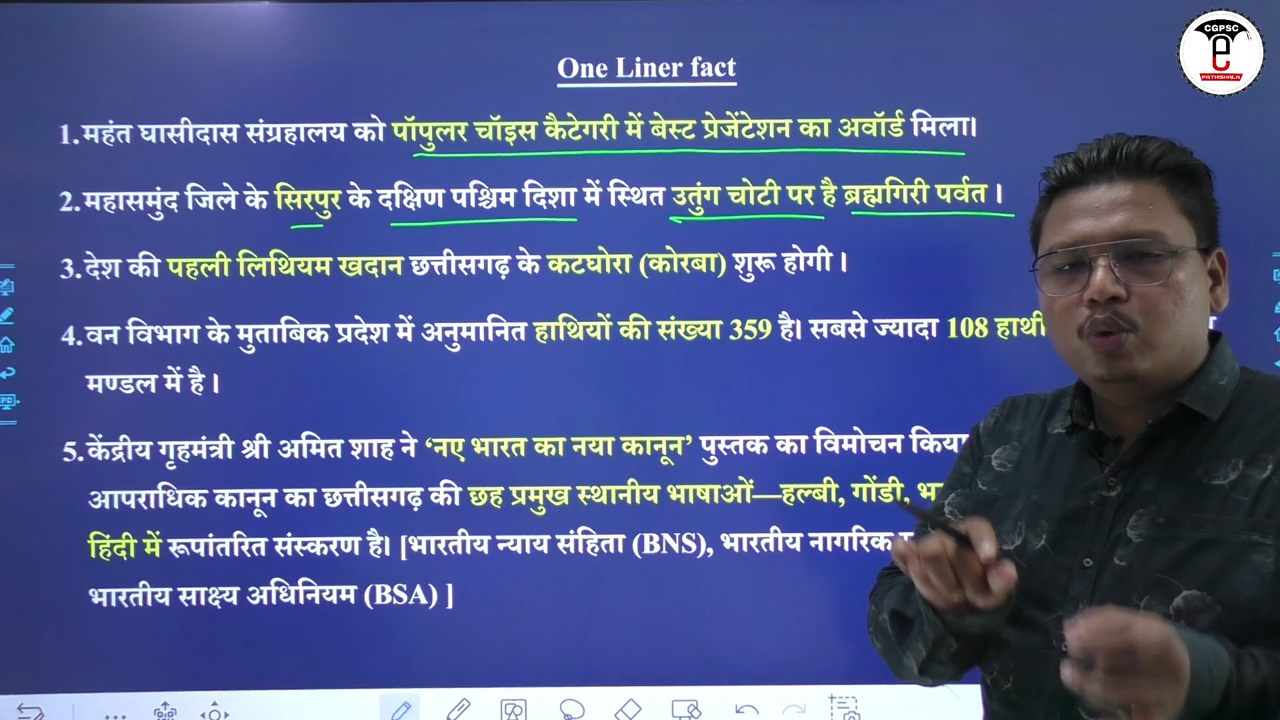 CGPSC
e
PATHSHALA
One Liner fact
1. महंत घासीदास संग्रहालय को पॉपुलर चॉइस कैटेगरी में बेस्ट प्रेजेंटेशन का अवॉर्ड मिला।
2. महासमुंद जिले के सिरपुर के दक्षिण पश्चिम दिशा में स्थित उतुंग चोटी पर है ब्रह्मगिरी पर्वत ।
3. देश की पहली लिथियम खदान छत्तीसगढ़ के कटघोरा (कोरबा) शुरू होगी ।
4. वन विभाग के मुताबिक प्रदेश में अनुमानित हाथियों की संख्या 359 है। सबसे ज्यादा 108 हाथी
मण्डल में है ।
5. केंद्रीय गृहमंत्री श्री अमित शाह ने ‘नए भारत का नया कानून’ पुस्तक का विमोचन किया
आपराधिक कानून का छत्तीसगढ़ की छह प्रमुख स्थानीय भाषाओं—हल्बी, गोंडी,
हिंदी में रूपांतरित संस्करण है। [भारतीय न्याय संहिता (BNS), भारतीय नागरिक
भारतीय साक्ष्य अधिनियम (BSA) ]